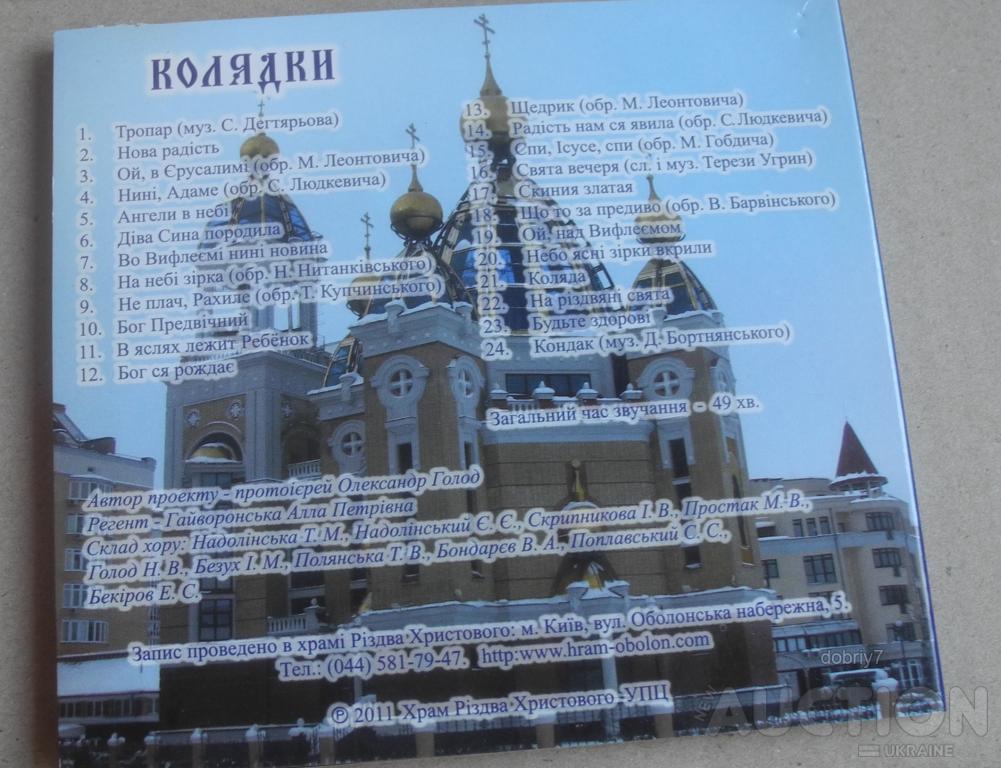 КОЛЯДКИ
1. Тропар (муз. С. Дегтярьова)
2. Нова радість
3. Ой, в Єрусалимі (обр. М. Леонтовича)
4. Нині, Адаме (обр. С. Людкевича)
5. Ангели в небі
6. Діва Сина породила
7. Во Вифлеємі нині новина
8. На небі зірка (обр. Н. Нитанківського)
9. Не плач, Рахиле (обр. Т. Купчинського)
10. Бог Предвічний
11. В яслях лежит Ребёнок
12. Бог ся рождає
13. Щедрик (обр. М. Леонтовича)
14. Радість нам ся явила (обр. С. Людкевича)
15. Спи, Ісусе, спи (обр. М. Гобдича)
16. Свята вечеря (сл. і муз. Терези Угрин)
17. Скиния златая
18. Що то за предиво (обр. В. Барвінського)
19. Ой, над Вифлеємом
20. Небо ясні зірки вкрили
21. Коляда
22. На різдвяні свята
23. Будьте здорові
24. Кондак (муз. Д. Бортнянського)
Загальний час звучання - 49 хв.
Автор проекту - протоієрей Олександр Голод
Регент - Гайворонська Алла Петрівна
Склад хору: Надолінська Т. М., Надолінський Є. Є., Скрипникова І. В., Простак М. В.,
Голод Н. В., Безух І. М., Полянська Т. В., Бондарєв В. А., Поплавський С. С.,
Бекіров Е. С.
Запис проведено в храмі Різдва Христового: м. Київ, вул. Оболонська набережна, 5.
Тел.: (044) 581-79-47. http:www.hram-obolon.com
℗ 2011 Храм Різдва Христового УПЦ
dobriy7
NEW AUCTION
UKRAINE